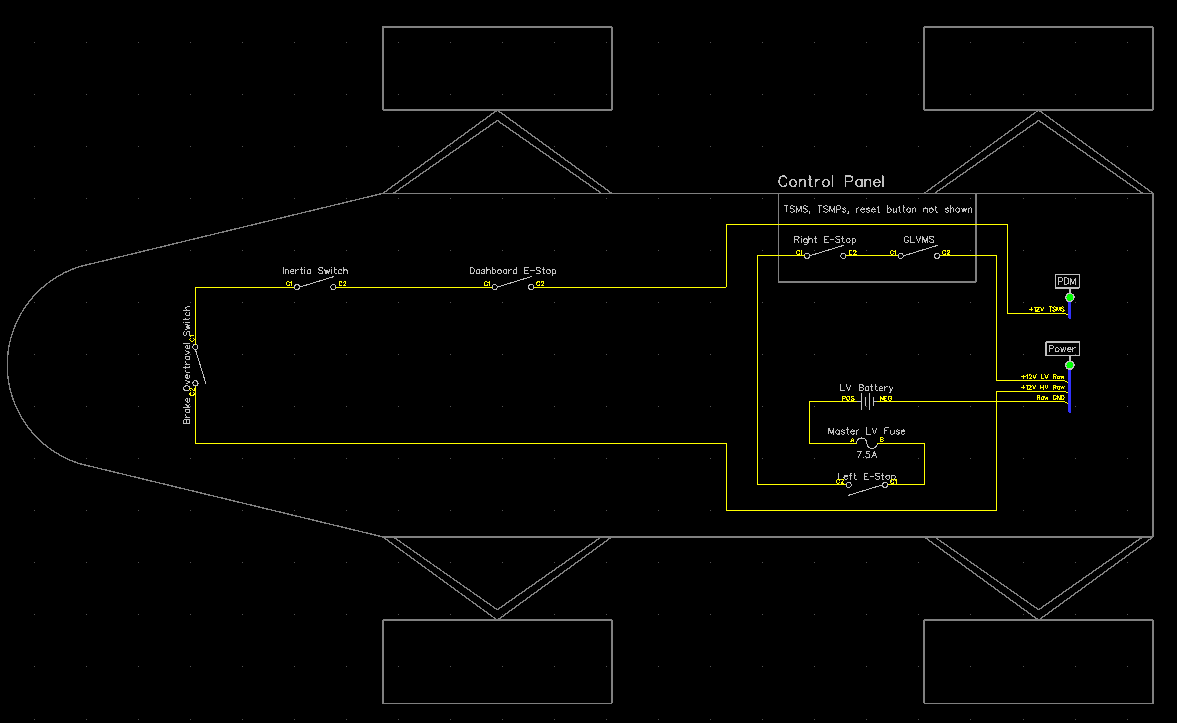 Control Panel
TSMS, TSMPs, reset button not shown
Right E-Stop
GLVMS
C1
C2
C1
C2
Inertia Switch
Dashboard E-Stop
C1
C2
C1
C2
PDM
+12V TSMS
Brake Overtravel Switch
C1
C2
Power
+12V LV Raw
+12V HV Raw
Raw GND
LV Battery
POS
NEG
Master LV Fuse
A
B
7.5A
Left E-Stop
C2
C1